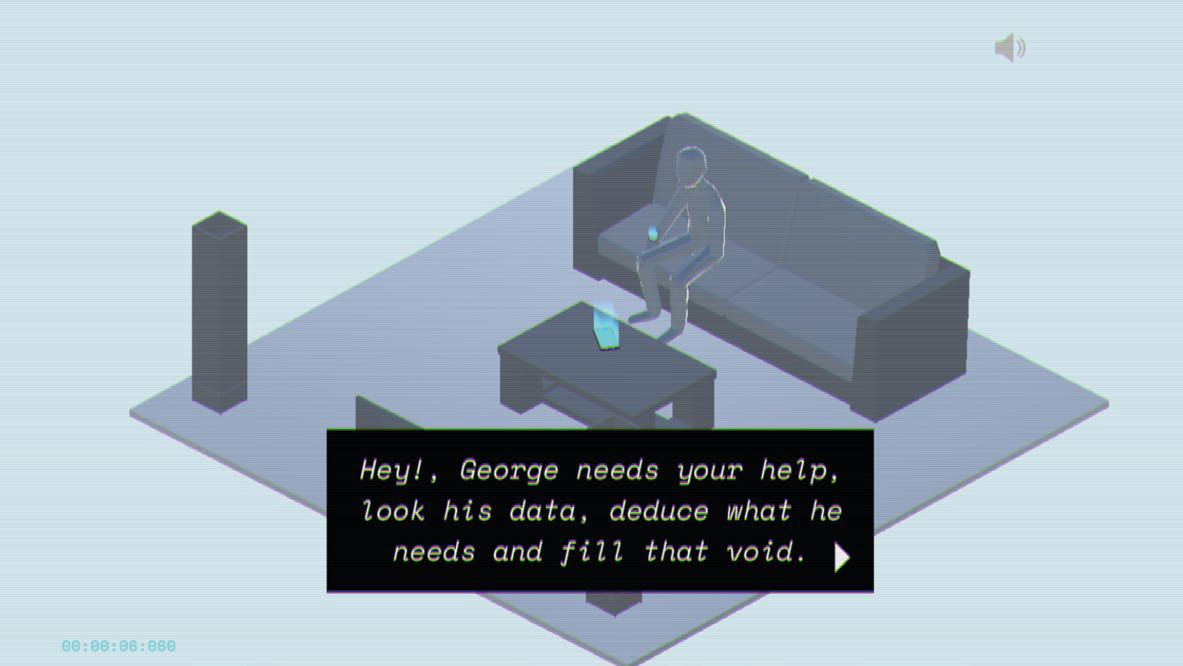 Hey!, George needs your help,
look his data, deduce what he
needs and fill that void.
00:00:06:060